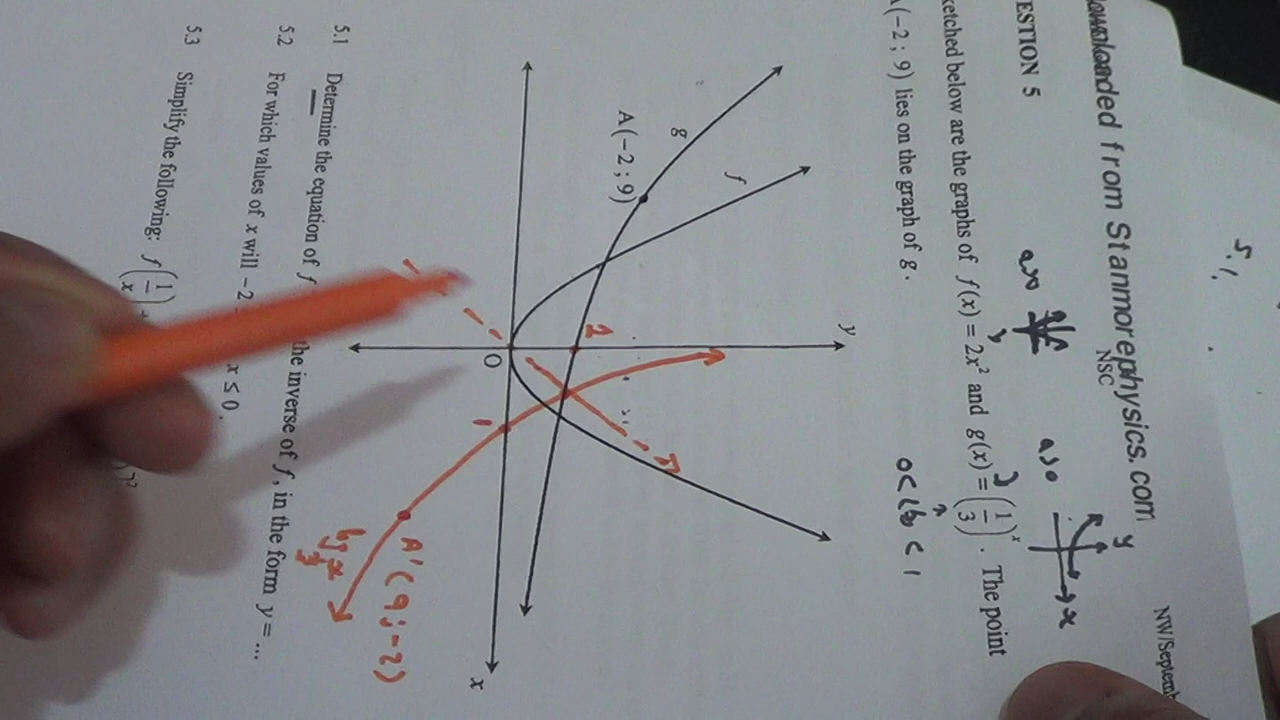 Downloaded from Stanmorephysics.com
NSC
NW/Septemb
ESTION 5
5.1.
a>0
a>0
y
x
ketched below are the graphs of f(x) = 2x² and g(x) = (1/3)^x . The point
A(−2 ; 9) lies on the graph of g .
0<b<1
y
g
f
A(−2 ; 9)
1
O
x
A'(9;-2)
5.1 Determine the equation of f the inverse of f , in the form y = ...
5.2 For which values of x will −2 x ≤ 0 .
5.3 Simplify the following: f(1/x)